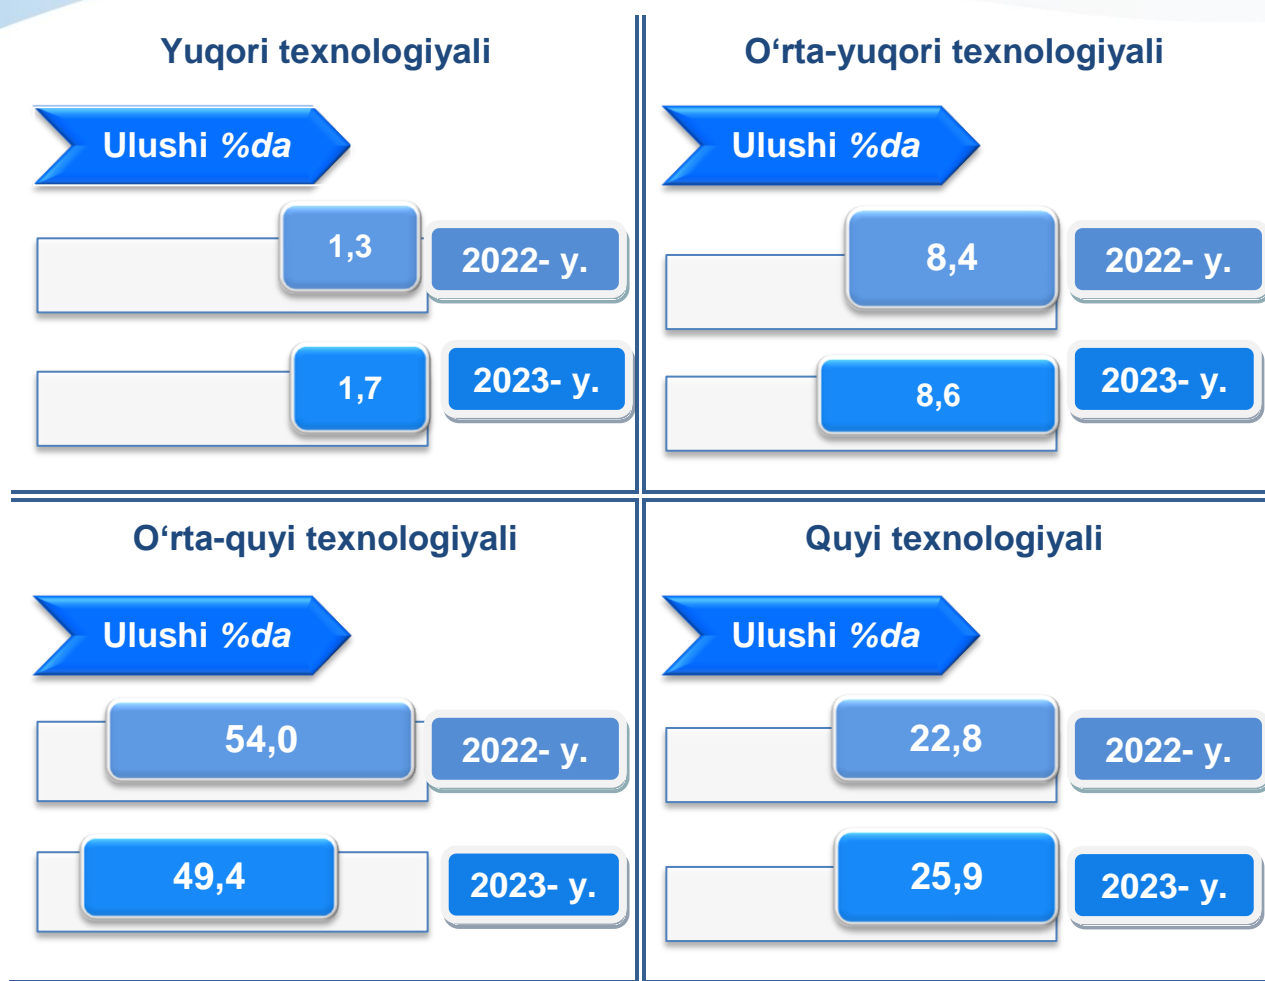 Yuqori texnologiyali
Ulushi %da
1,3
2022- y.
1,7
2023- y.
O‘rta-yuqori texnologiyali
Ulushi %da
8,4
2022- y.
8,6
2023- y.
O‘rta-quyi texnologiyali
Ulushi %da
54,0
2022- y.
49,4
2023- y.
Quyi texnologiyali
Ulushi %da
22,8
2022- y.
25,9
2023- y.